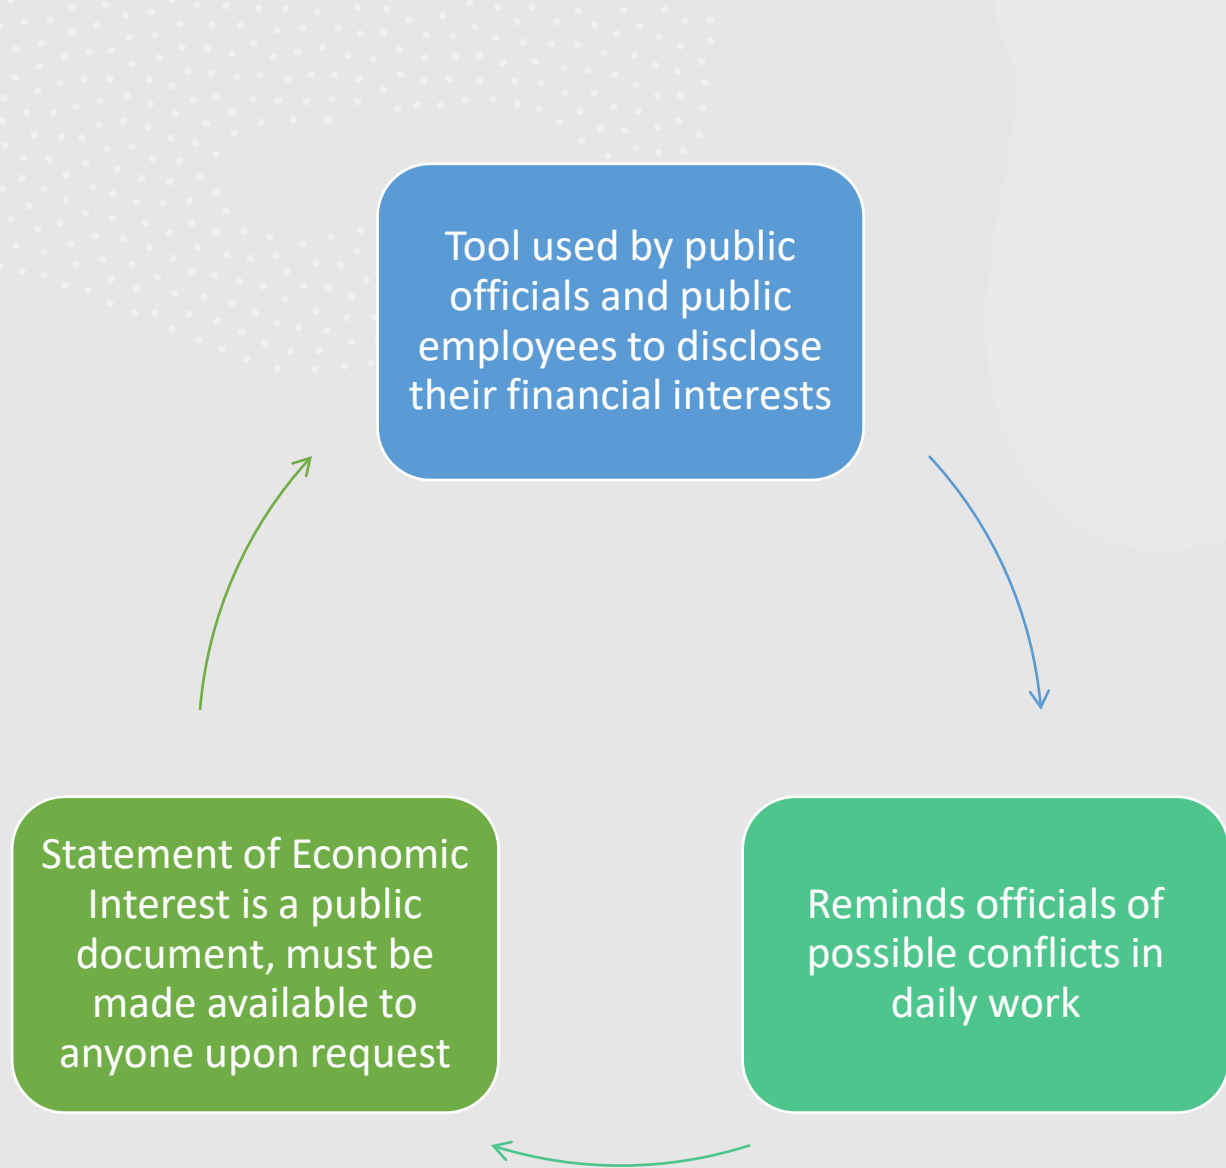 Tool used by public
officials and public
employees to disclose
their financial interests
Reminds officials of
possible conflicts in
daily work
Statement of Economic
Interest is a public
document, must be
made available to
anyone upon request